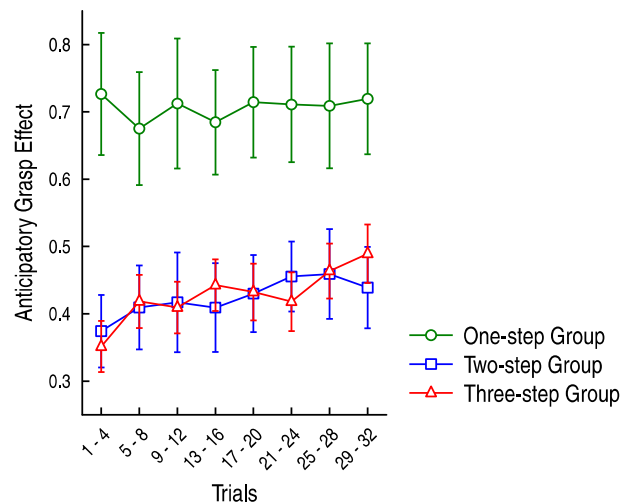 Anticipatory Grasp Effect
0.8
0.7
0.6
0.5
0.4
0.3
1 - 4
5 - 8
9 - 12
13 - 16
17 - 20
21 - 24
25 - 28
29 - 32
Trials
One-step Group
Two-step Group
Three-step Group